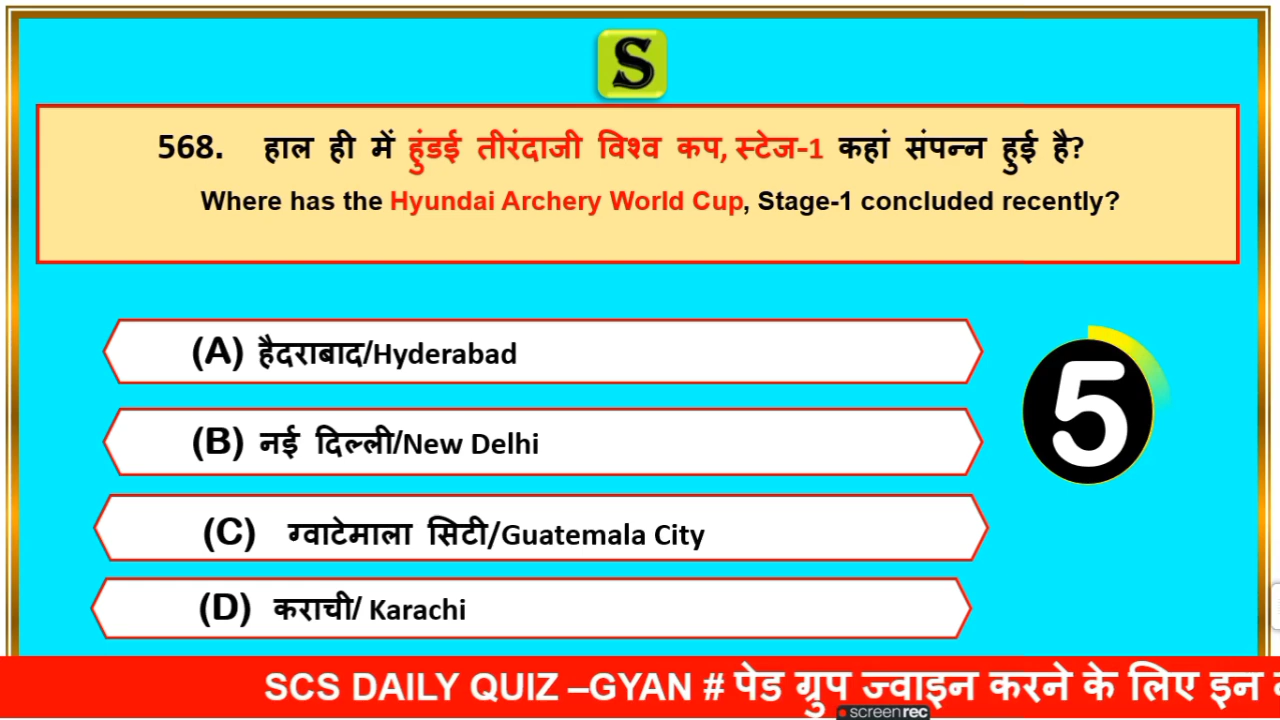 S
568. हाल ही में हुंडई तीरंदाजी विश्व कप, स्टेज-1 कहां संपन्न हुई है?
Where has the Hyundai Archery World Cup, Stage-1 concluded recently?
(A) हैदराबाद/Hyderabad
(B) नई दिल्ली/New Delhi
5
(C) ग्वाटेमाला सिटी/Guatemala City
(D) कराची/ Karachi
SCS DAILY QUIZ –GYAN # पेड ग्रुप ज्वाइन करने के लिए इन
screenrec